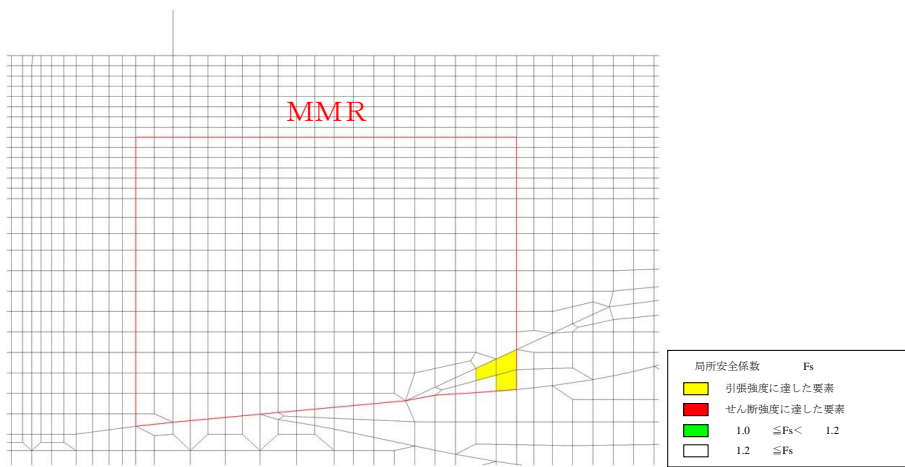 MMR
局所安全係数 Fs
引張強度に達した要素
せん断強度に達した要素
1.0 ≦Fs< 1.2
1.2 ≦Fs